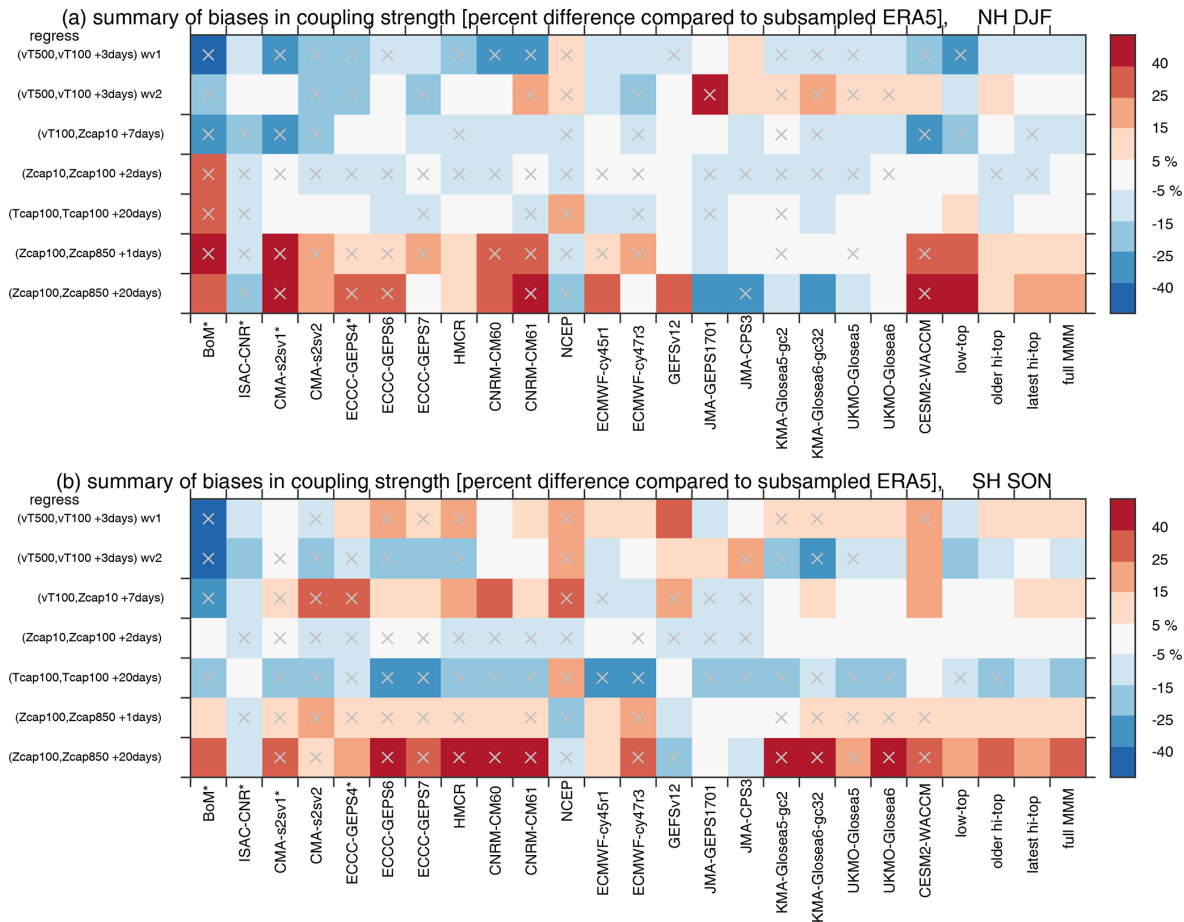 (a) summary of biases in coupling strength [percent difference compared to subsampled ERA5], NH DJF
regress
(vT500,vT100 +3days) wv1
(vT500,vT100 +3days) wv2
(vT100,Zcap10 +7days)
(Zcap10,Zcap100 +2days)
(Tcap100,Tcap100 +20days)
(Zcap100,Zcap850 +1days)
(Zcap100,Zcap850 +20days)
40
25
15
5 %
-5 %
-15
-25
-40
BoM*
ISAC-CNR*
CMA-s2sv1*
CMA-s2sv2
ECCC-GEPS4*
ECCC-GEPS6
ECCC-GEPS7
HMCR
CNRM-CM60
CNRM-CM61
NCEP
ECMWF-cy45r1
ECMWF-cy47r3
GEFSv12
JMA-GEPS1701
JMA-CPS3
KMA-Glosea5-gc2
KMA-Glosea6-gc32
UKMO-Glosea5
UKMO-Glosea6
CESM2-WACCM
low-top
older hi-top
latest hi-top
full MMM
(b) summary of biases in coupling strength [percent difference compared to subsampled ERA5], SH SON
regress
(vT500,vT100 +3days) wv1
(vT500,vT100 +3days) wv2
(vT100,Zcap10 +7days)
(Zcap10,Zcap100 +2days)
(Tcap100,Tcap100 +20days)
(Zcap100,Zcap850 +1days)
(Zcap100,Zcap850 +20days)
40
25
15
5 %
-5 %
-15
-25
-40
BoM*
ISAC-CNR*
CMA-s2sv1*
CMA-s2sv2
ECCC-GEPS4*
ECCC-GEPS6
ECCC-GEPS7
HMCR
CNRM-CM60
CNRM-CM61
NCEP
ECMWF-cy45r1
ECMWF-cy47r3
GEFSv12
JMA-GEPS1701
JMA-CPS3
KMA-Glosea5-gc2
KMA-Glosea6-gc32
UKMO-Glosea5
UKMO-Glosea6
CESM2-WACCM
low-top
older hi-top
latest hi-top
full MMM